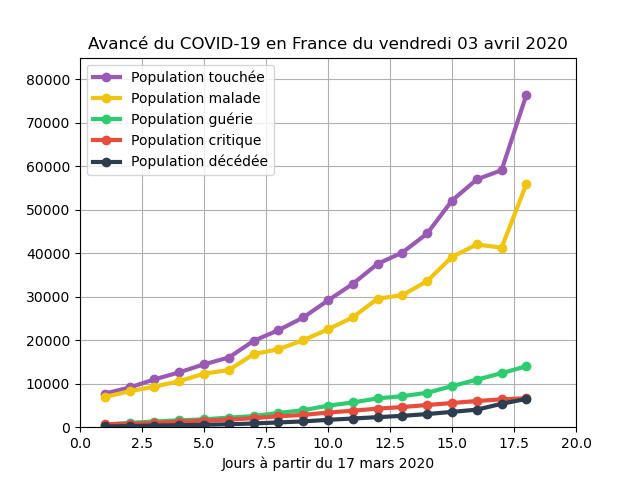 Avancé du COVID-19 en France du vendredi 03 avril 2020
80000
70000
60000
50000
40000
30000
20000
10000
0
Population touchée
Population malade
Population guérie
Population critique
Population décédée
0.0 2.5 5.0 7.5 10.0 12.5 15.0 17.5 20.0
Jours à partir du 17 mars 2020